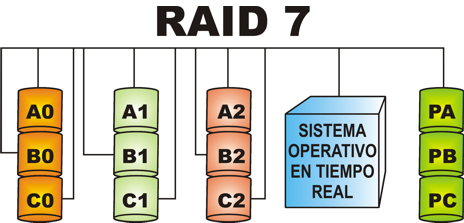 RAID 7
A0 A1 A2 PA
B0 B1 B2 PB
C0 C1 C2 PC
SISTEMA
OPERATIVO
EN TIEMPO
REAL